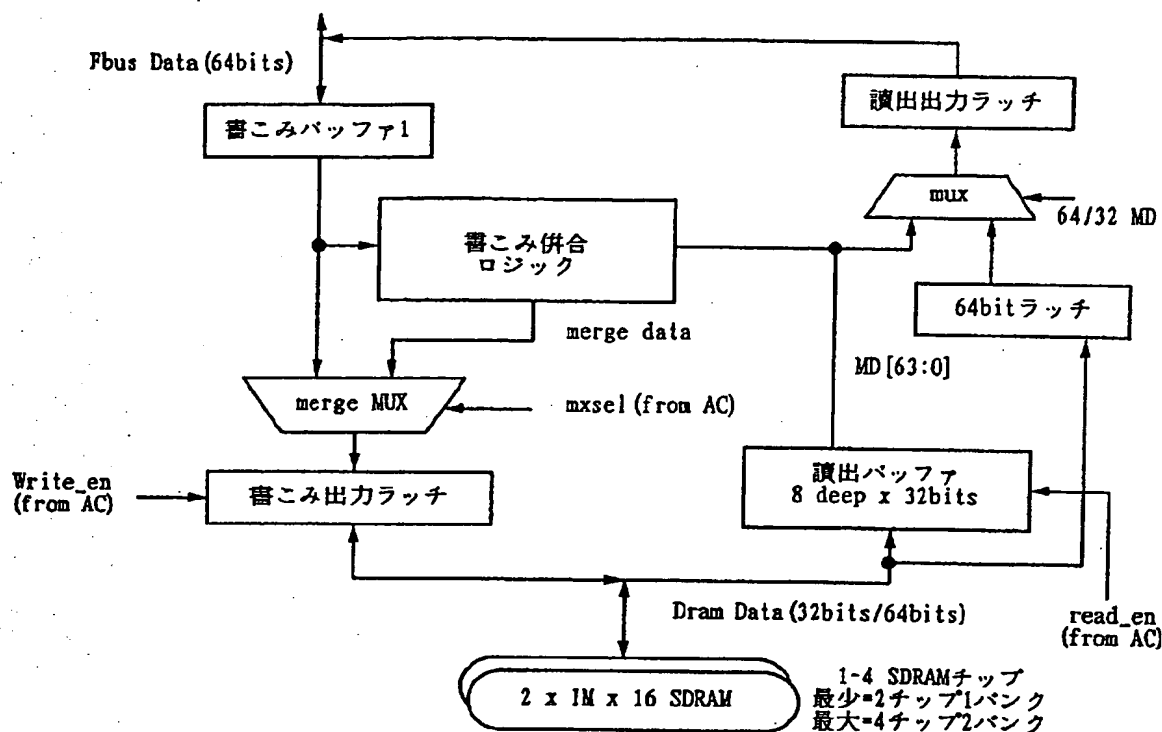 Fbus Data(64bits)
書こみバッファ1
讀出出力ラッチ
mux
64/32 MD
書こみ併合
ロジック
64bitラッチ
merge data
MD[63:0]
merge MUX
mxsel(from AC)
Write_en
(from AC)
書こみ出力ラッチ
讀出バッファ
8 deep x 32bits
Dram Data(32bits/64bits)
read_en
(from AC)
2 x 1M x 16 SDRAM
1-4 SDRAMチップ
最少=2チップ1バンク
最大=4チップ2バンク